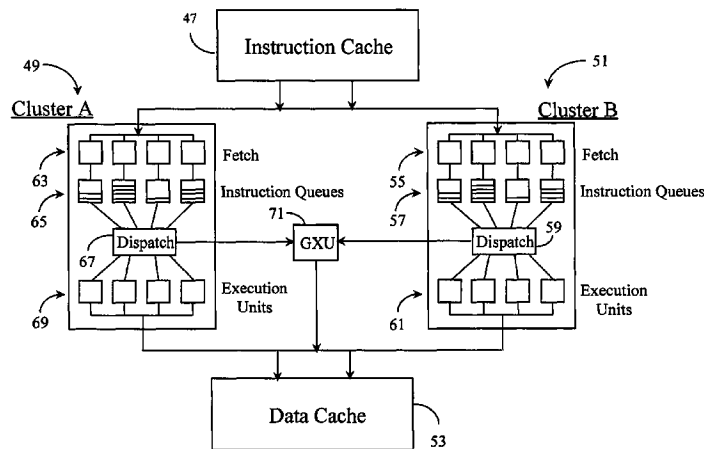 47
Instruction Cache
49
51
Cluster A
Cluster B
63
Fetch
55
Fetch
65
Instruction Queues
57
Instruction Queues
71
67
Dispatch
GXU
Dispatch
59
69
Execution
Units
61
Execution
Units
Data Cache
53